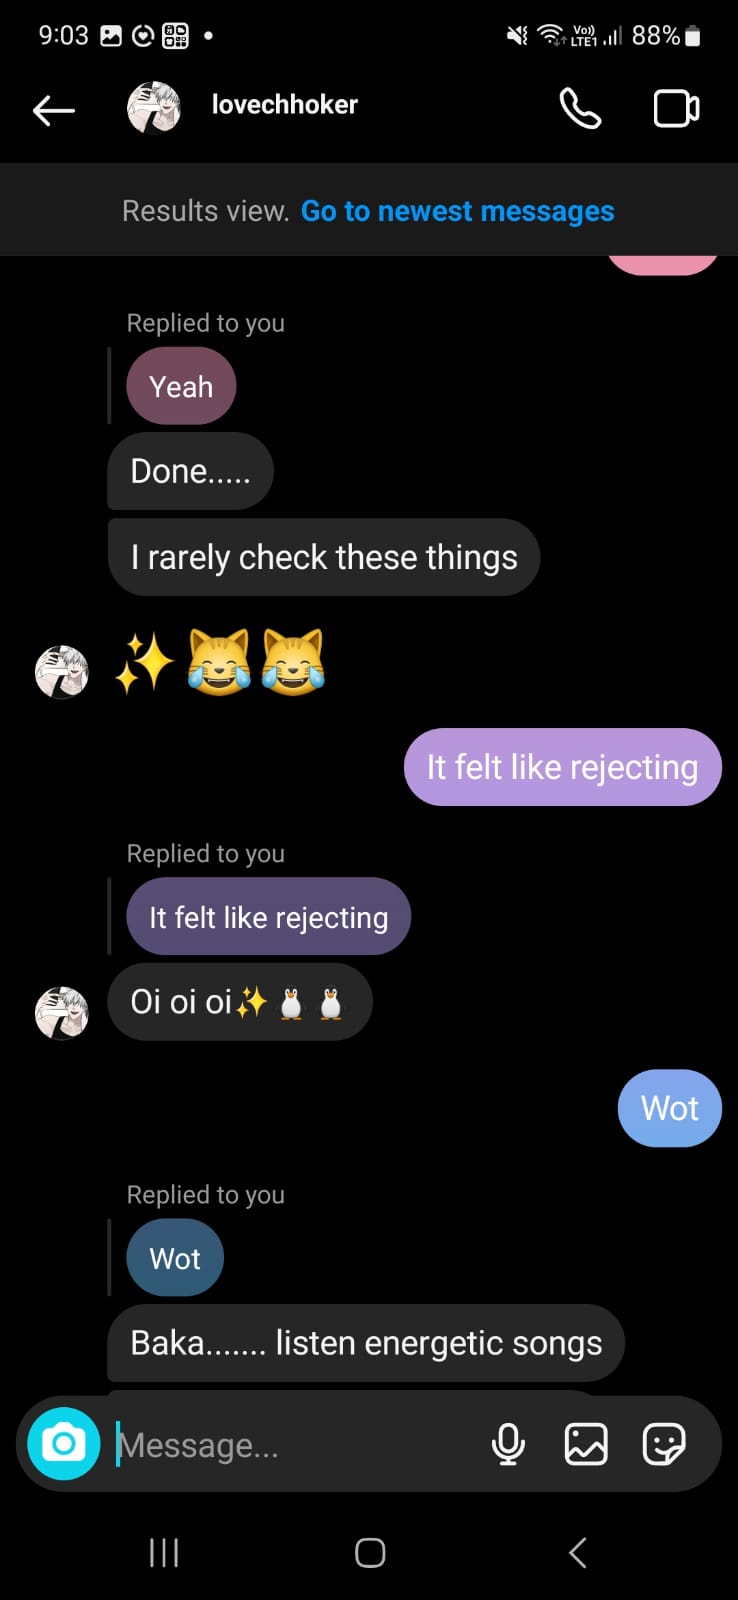 9:03 Vo)) LTE1 88%
lovechhoker
Results view. Go to newest messages
Replied to you
Yeah
Done.....
I rarely check these things
✨😹😹
It felt like rejecting
Replied to you
It felt like rejecting
Oi oi oi✨🐧🐧
Wot
Replied to you
Wot
Baka....... listen energetic songs
Message...